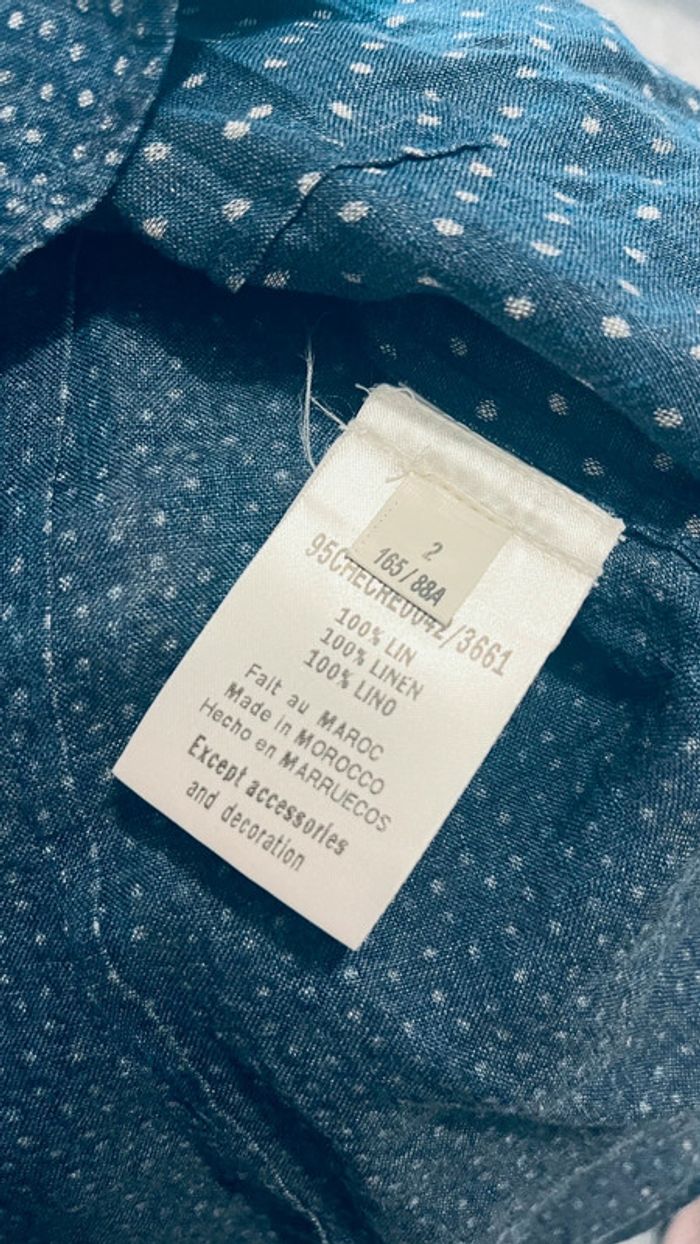 2
165/88A
95CHECHE0042/3661
100% LIN
100% LINEN
100% LINO
Fait au MAROC
Made in MOROCCO
Hecho en MARRUECOS
Except accessories
and decoration